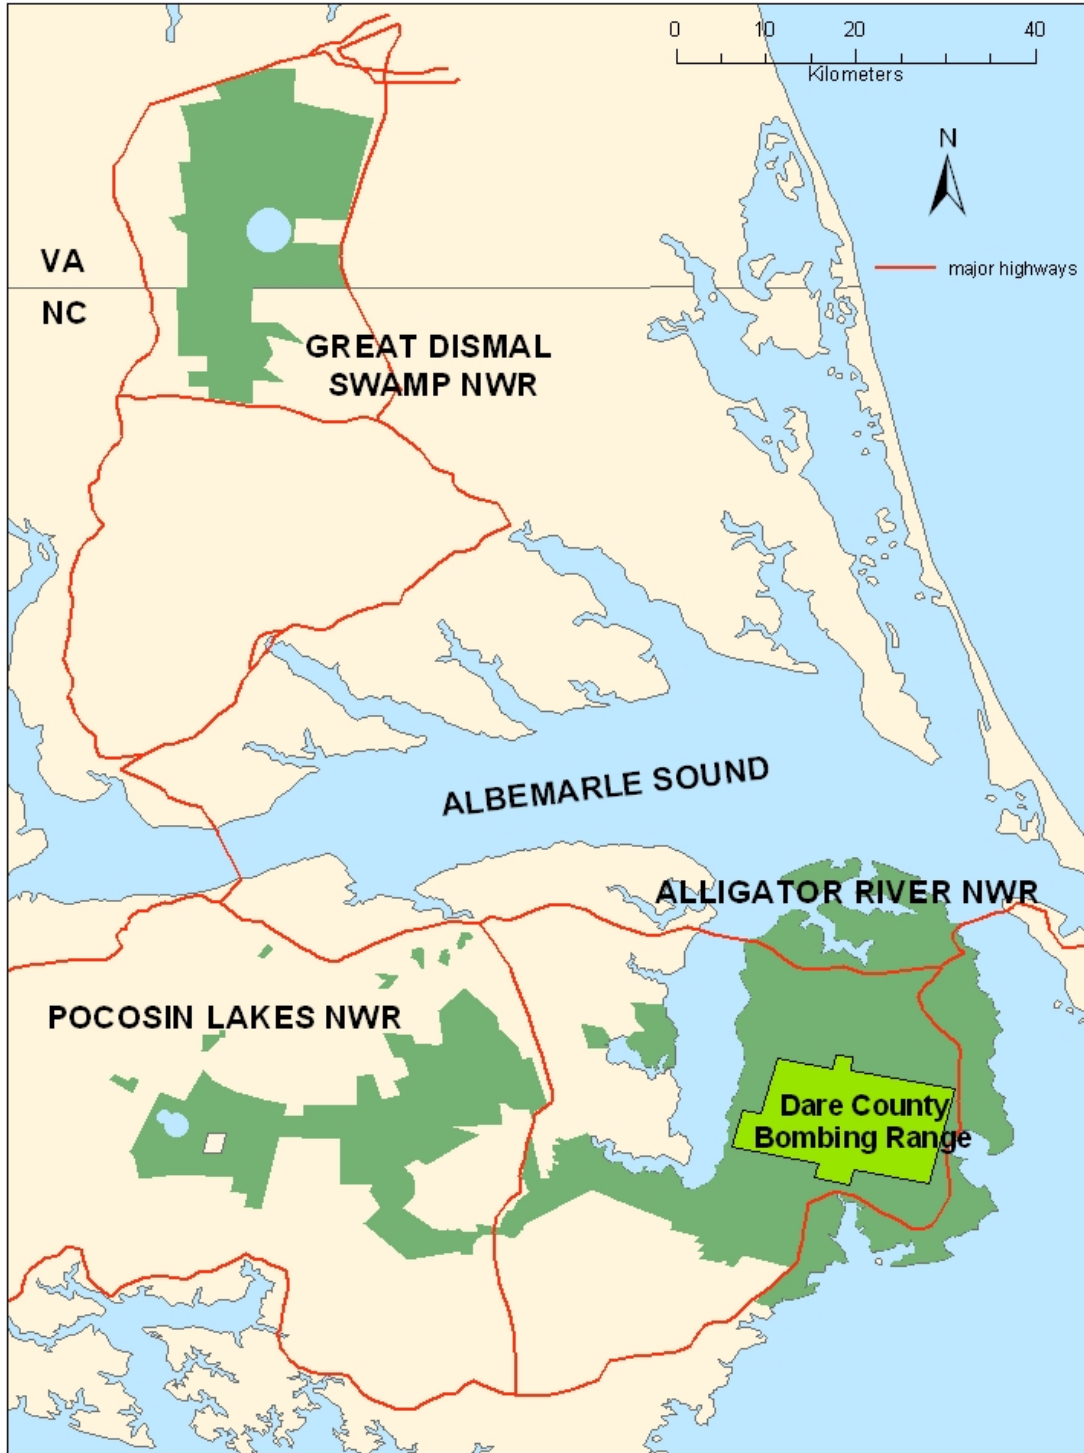 0 10 20 40
Kilometers
N
major highways
VA
NC
GREAT DISMAL
SWAMP NWR
ALBEMARLE SOUND
ALLIGATOR RIVER NWR
POCOSIN LAKES NWR
Dare County
Bombing Range